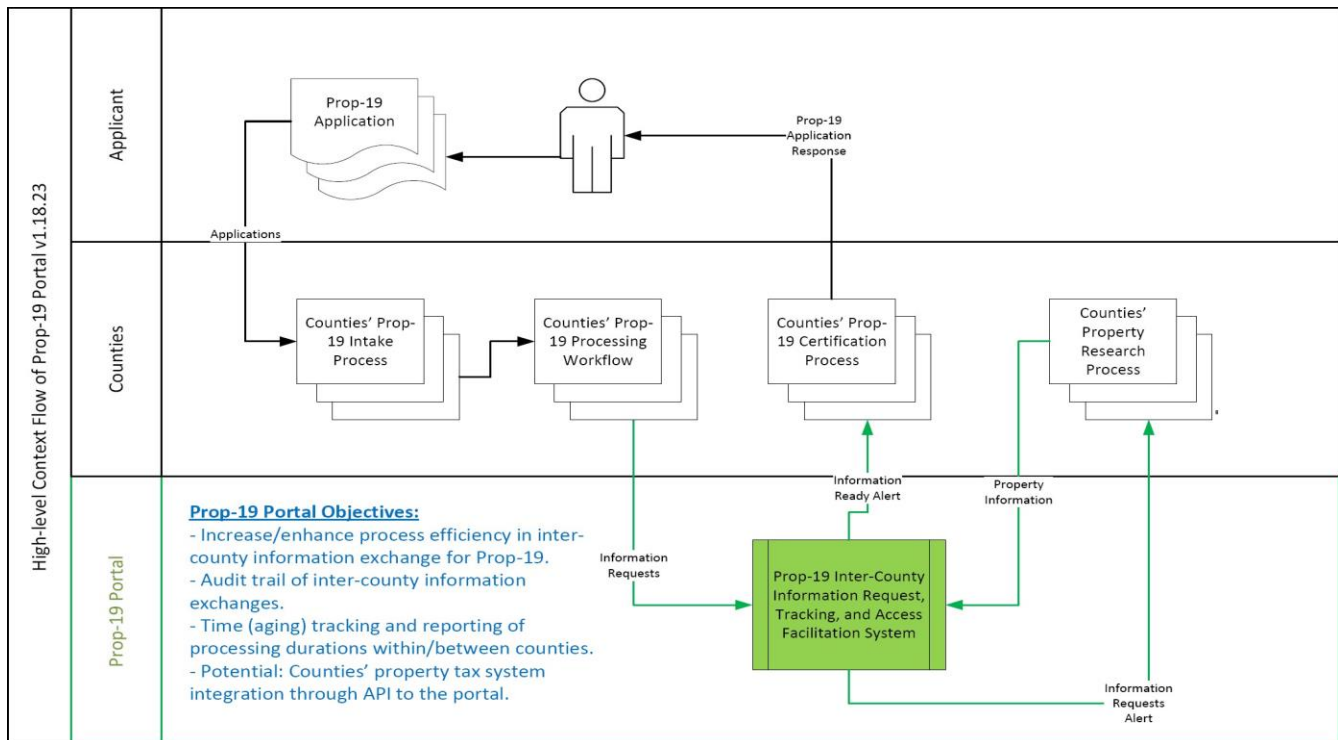 High-level Context Flow of Prop-19 Portal v1.18.23
Applicant
Prop-19
Application
Prop-19
Application
Response
Applications
Counties
Counties' Prop-
19 Intake
Process
Counties' Prop-
19 Processing
Workflow
Counties' Prop-
19 Certification
Process
Counties'
Property
Research
Process
Prop-19 Portal
Prop-19 Portal Objectives:
- Increase/enhance process efficiency in inter-
county information exchange for Prop-19.
- Audit trail of inter-county information
exchanges.
- Time (aging) tracking and reporting of
processing durations within/between counties.
- Potential: Counties' property tax system
integration through API to the portal.
Information
Requests
Information
Ready Alert
Property
Information
Prop-19 Inter-County
Information Request,
Tracking, and Access
Facilitation System
Information
Requests
Alert